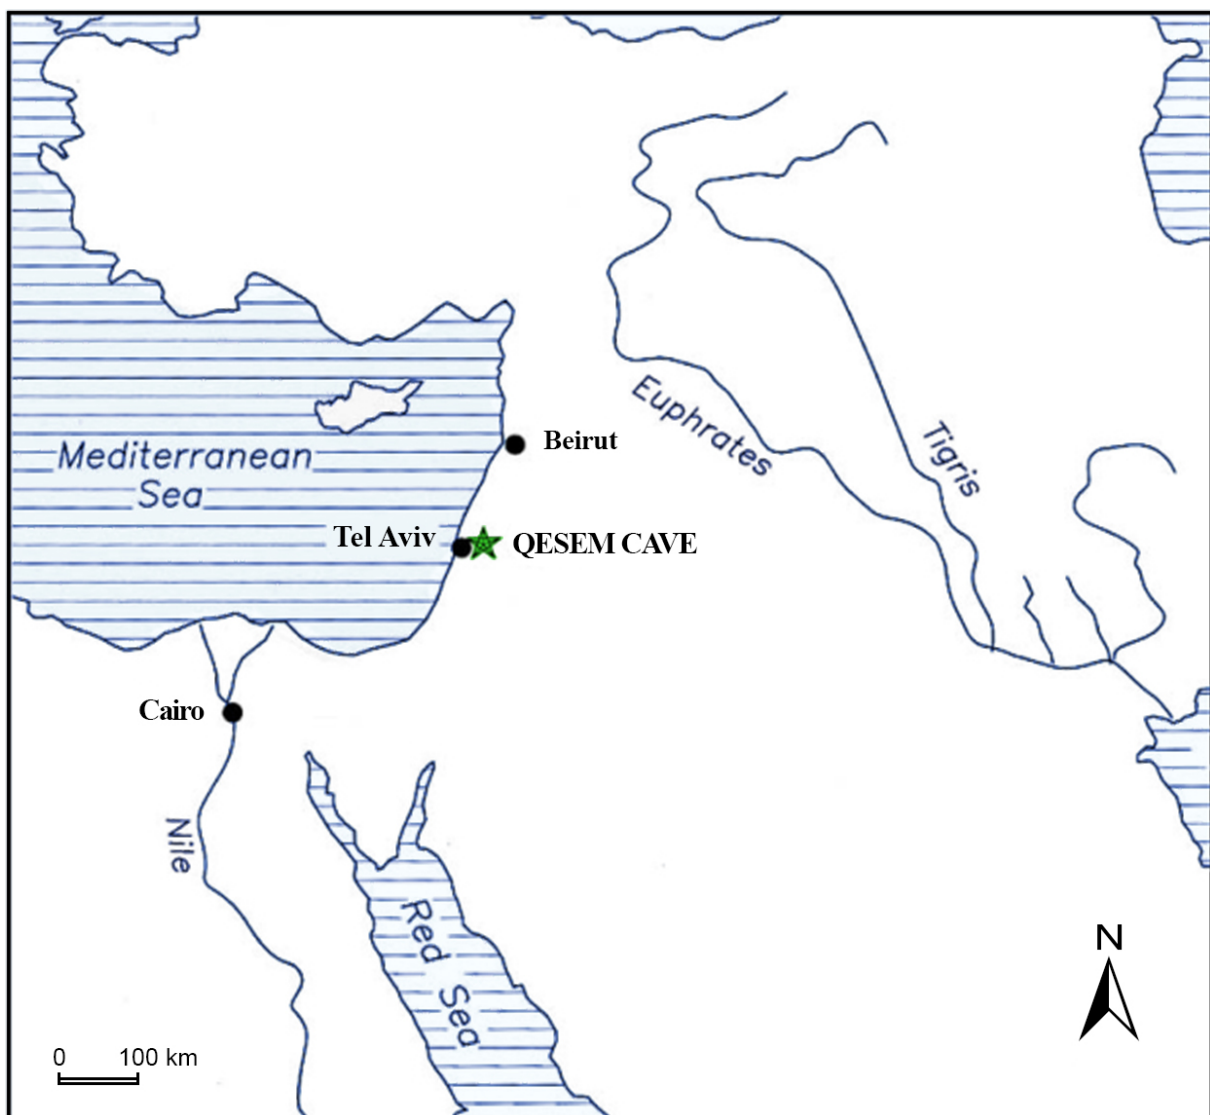 Euphrates
Tigris
Beirut
Mediterranean
Sea
Tel Aviv
QESEM CAVE
Cairo
Nile
Red Sea
N
0 100 km